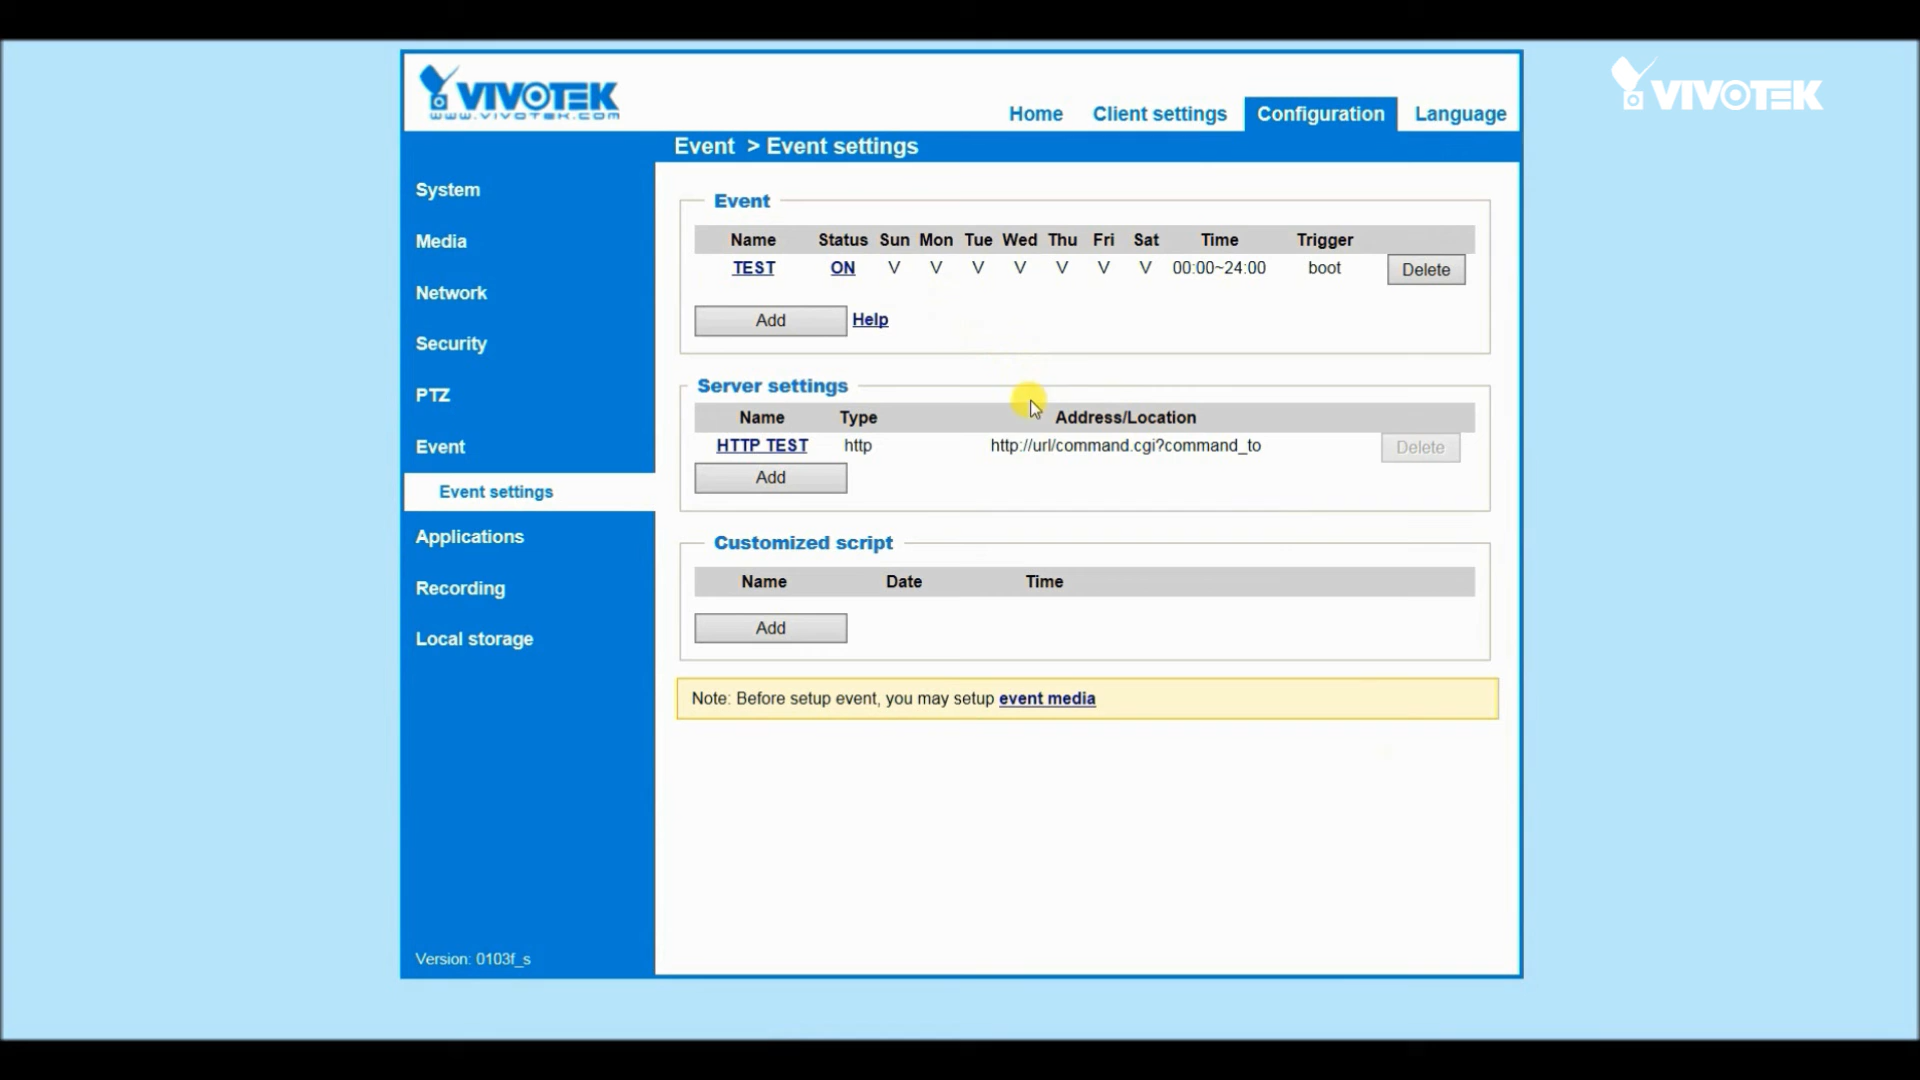 VIVOTEK
www.vivotek.com
VIVOTEK
Home Client settings Configuration Language
Event > Event settings
System
Media
Network
Security
PTZ
Event
Event settings
Applications
Recording
Local storage
Version: 0103f_s
Event
Name Status Sun Mon Tue Wed Thu Fri Sat Time Trigger
TEST ON V V V V V V V 00:00~24:00 boot Delete
Add Help
Server settings
Name Type Address/Location
HTTP TEST http http://url/command.cgi?command_to Delete
Add
Customized script
Name Date Time
Add
Note: Before setup event, you may setup event media